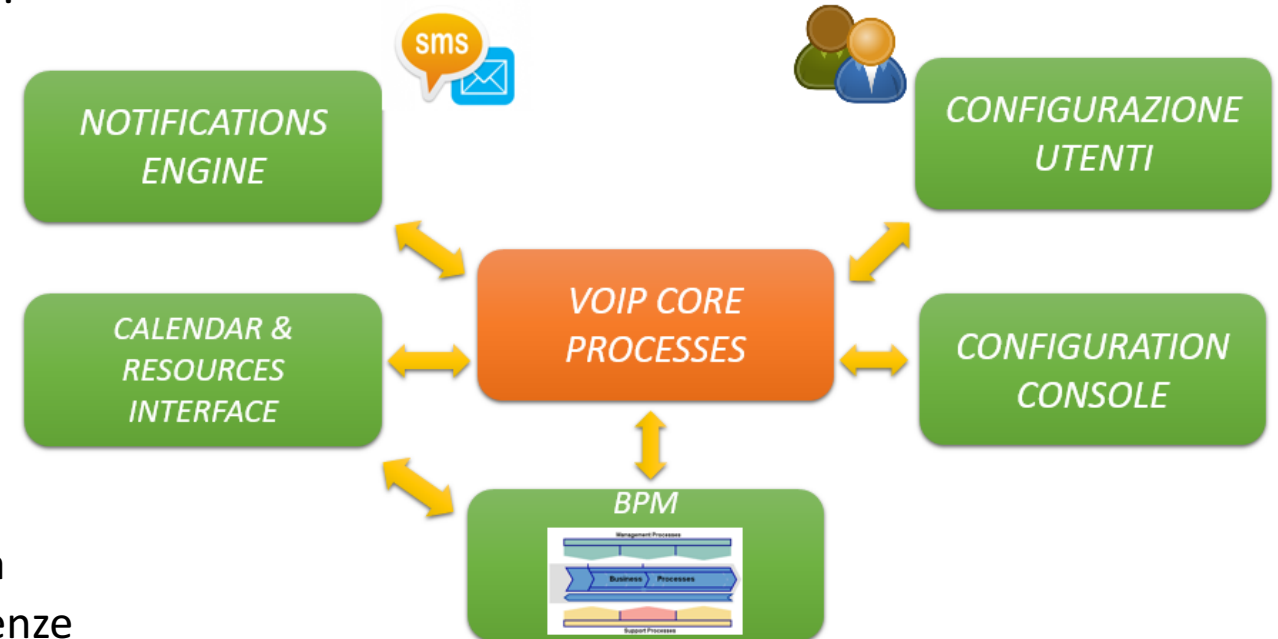 sms
NOTIFICATIONS
ENGINE
CONFIGURAZIONE
UTENTI
VOIP CORE
PROCESSES
CALENDAR &
RESOURCES
INTERFACE
CONFIGURATION
CONSOLE
BPM
Management Processes
Business Processes
Support Processes
enze